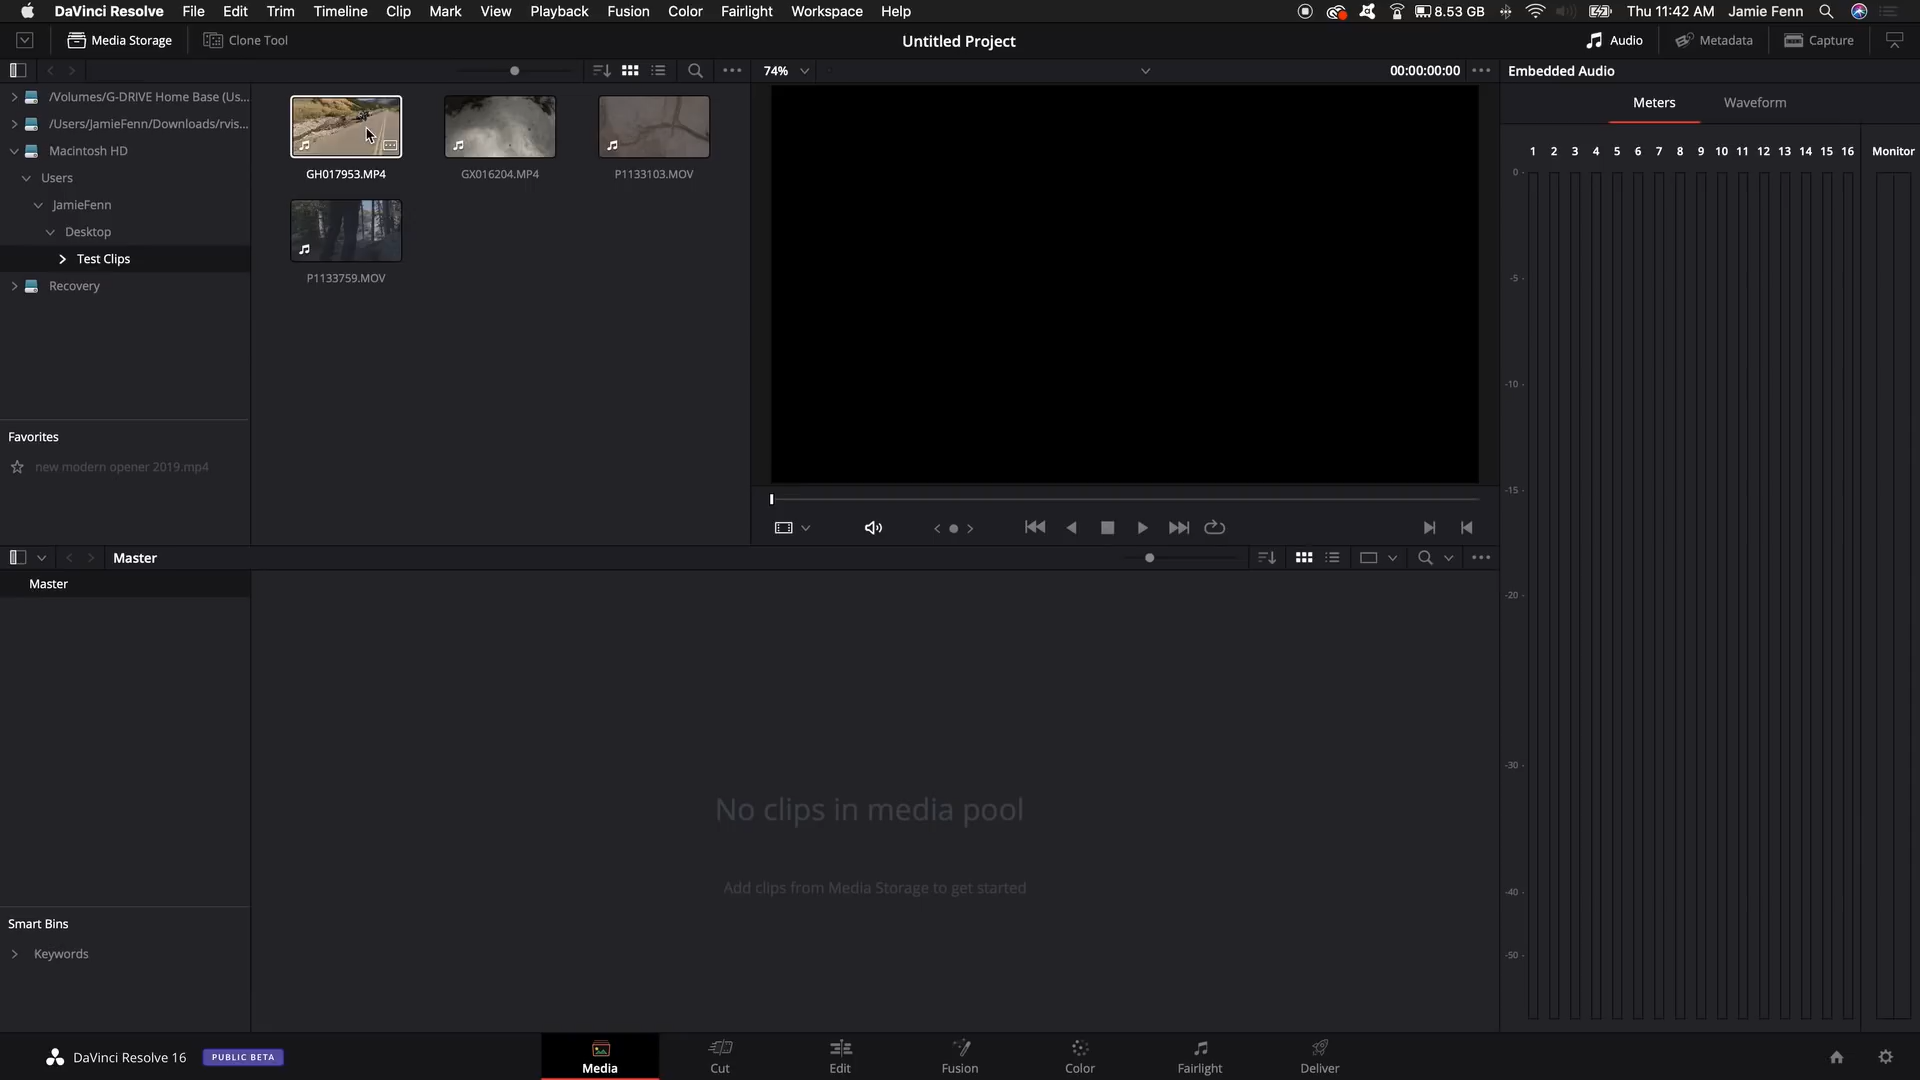 DaVinci Resolve File Edit Trim Timeline Clip Mark View Playback Fusion Color Fairlight Workspace Help 8.53 GB Thu 11:42 AM Jamie Fenn
Media Storage Clone Tool Untitled Project Audio Metadata Capture
74% 00:00:00:00 Embedded Audio
/Volumes/G-DRIVE Home Base (Us...
/Users/JamieFenn/Downloads/rvis...
Macintosh HD
Users
JamieFenn
Desktop
Test Clips
Recovery
Favorites
new modern opener 2019.mp4
GH017953.MP4 GX016204.MP4 P1133103.MOV
P1133759.MOV
Meters Waveform
1 2 3 4 5 6 7 8 9 10 11 12 13 14 15 16 Monitor
0
-5
-10
-15
-20
-30
-40
-50
Master
Master
No clips in media pool
Add clips from Media Storage to get started
Smart Bins
Keywords
DaVinci Resolve 16 PUBLIC BETA
Media Cut Edit Fusion Color Fairlight Deliver